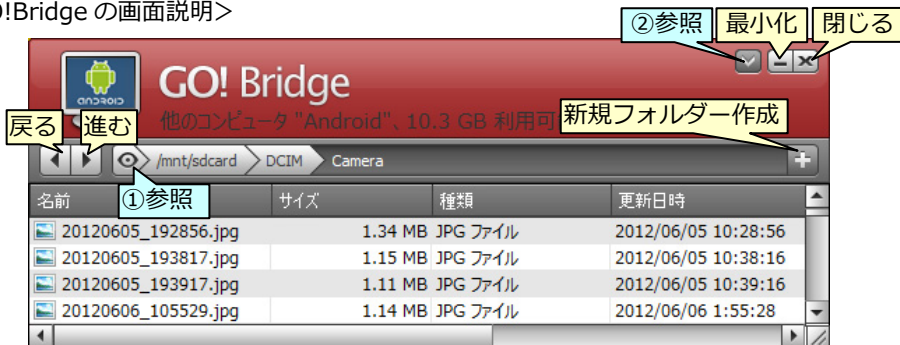 O!Bridge の画面説明＞
②参照 最小化 閉じる
ANDROID
GO! Bridge
他のコンピュータ "Android"、10.3 GB 利用可
新規フォルダー作成
戻る 進む
/mnt/sdcard DCIM Camera
①参照
名前 サイズ 種類 更新日時
20120605_192856.jpg 1.34 MB JPG ファイル 2012/06/05 10:28:56
20120605_193817.jpg 1.15 MB JPG ファイル 2012/06/05 10:38:16
20120605_193917.jpg 1.11 MB JPG ファイル 2012/06/05 10:39:16
20120606_105529.jpg 1.14 MB JPG ファイル 2012/06/06 1:55:28